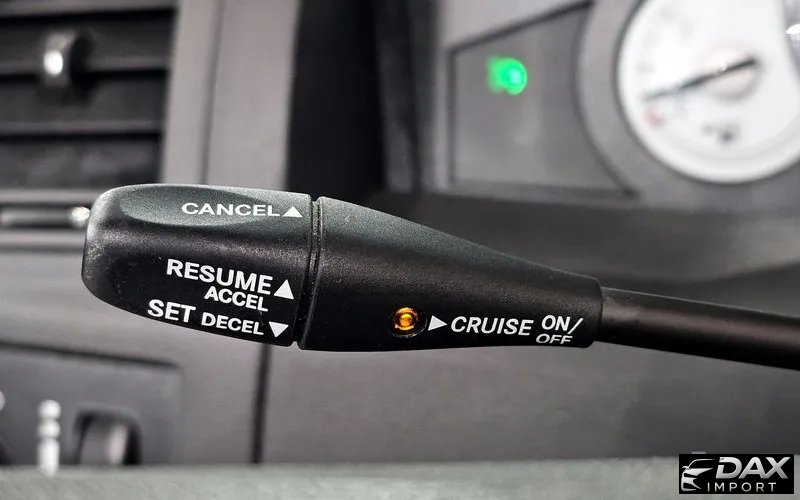 CANCEL▲
RESUME▲
ACCEL
SET DECEL▼
▶CRUISE ON/
OFF
DAX
IMPORT